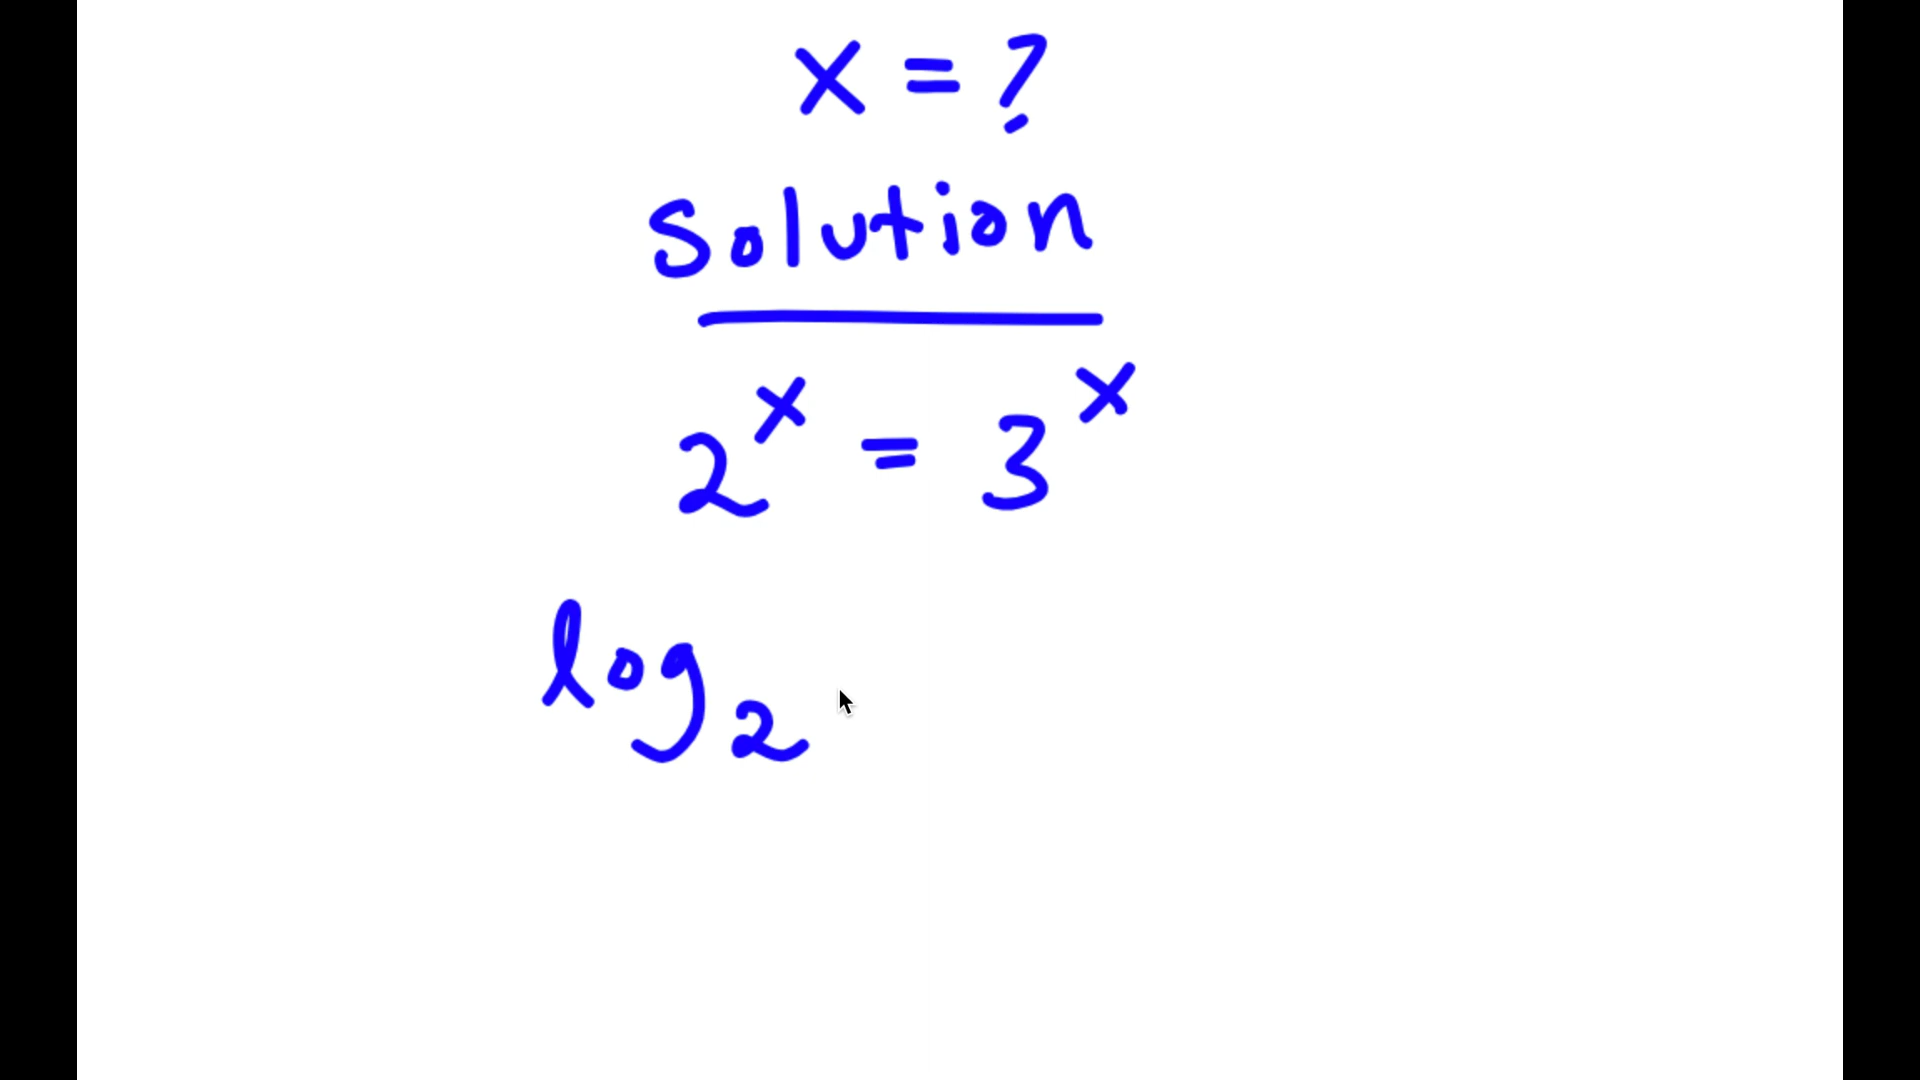 x = ?
Solution
2^x = 3^x
log_2